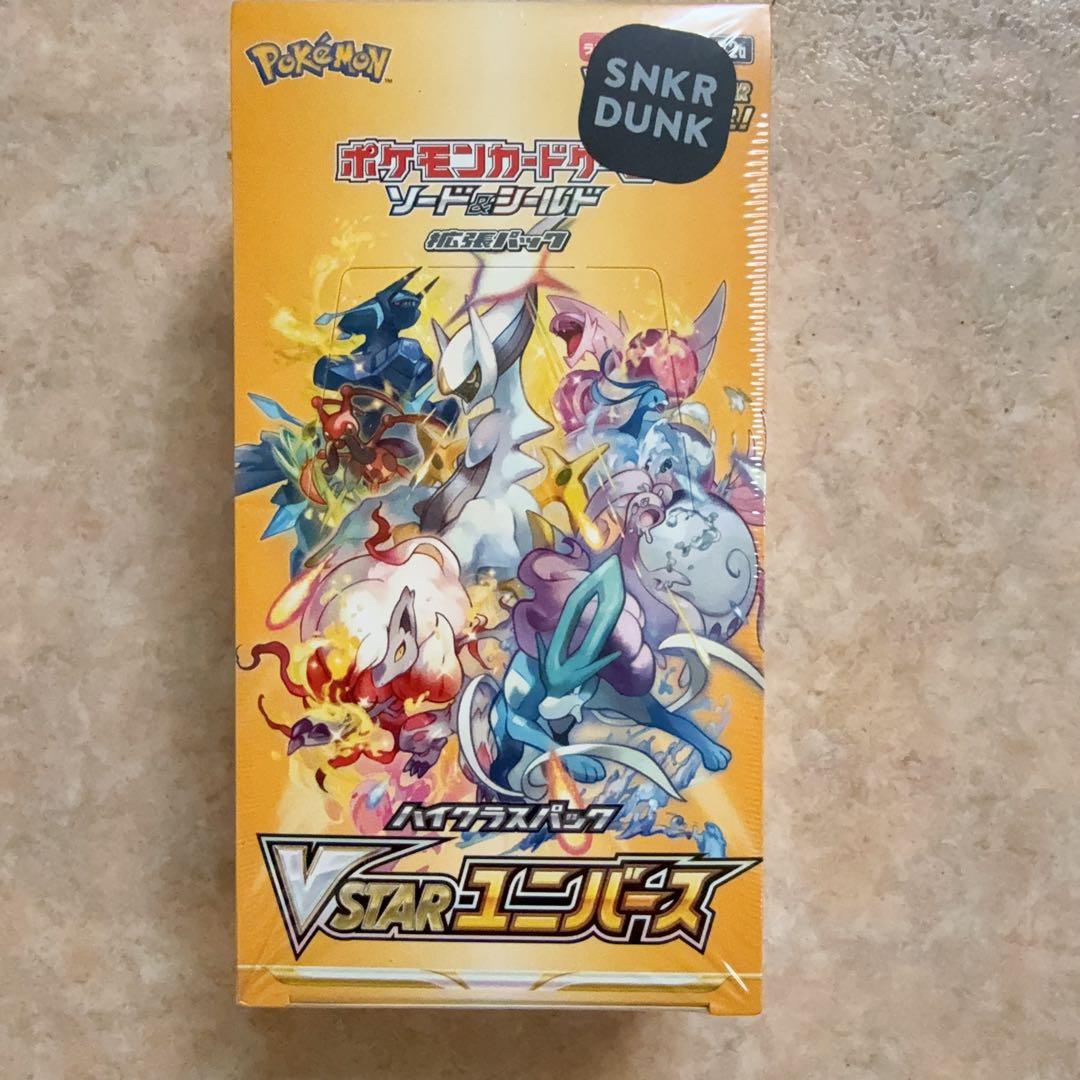 POKéMON
SNKR
DUNK
ポケモンカードゲー
ソード&シールド
拡張パック
ハイクラスパック
VSTARユニバース